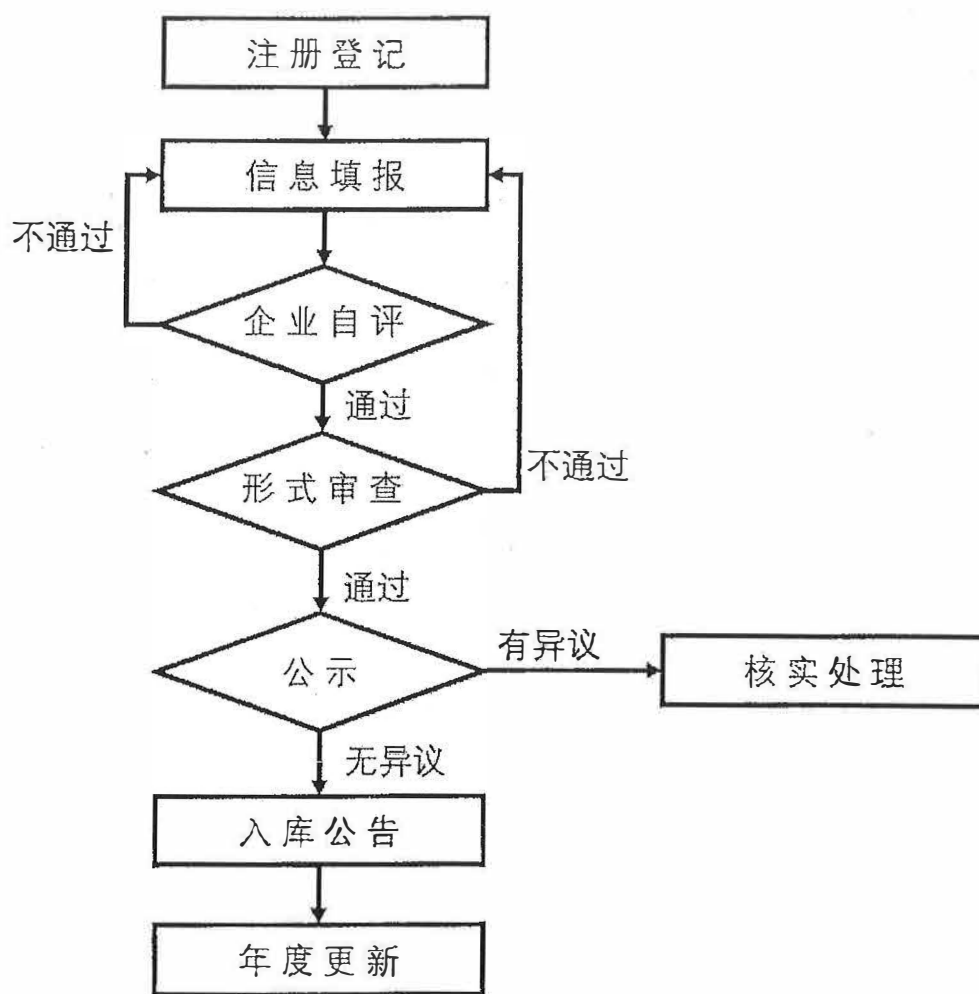 注册登记
信息填报
不通过
企业自评
通过
形式审查
不通过
通过
公示
有异议
核实处理
无异议
入库公告
年度更新